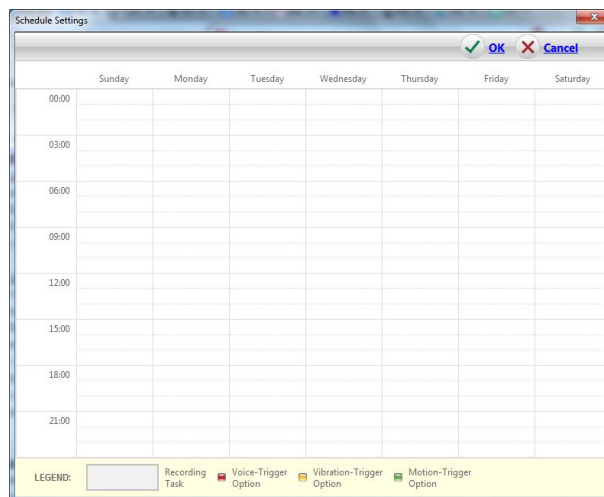 Schedule Settings
OK Cancel
Sunday Monday Tuesday Wednesday Thursday Friday Saturday
00:00
03:00
06:00
09:00
12:00
15:00
18:00
21:00
LEGEND: Recording Task Voice-Trigger Option Vibration-Trigger Option Motion-Trigger Option